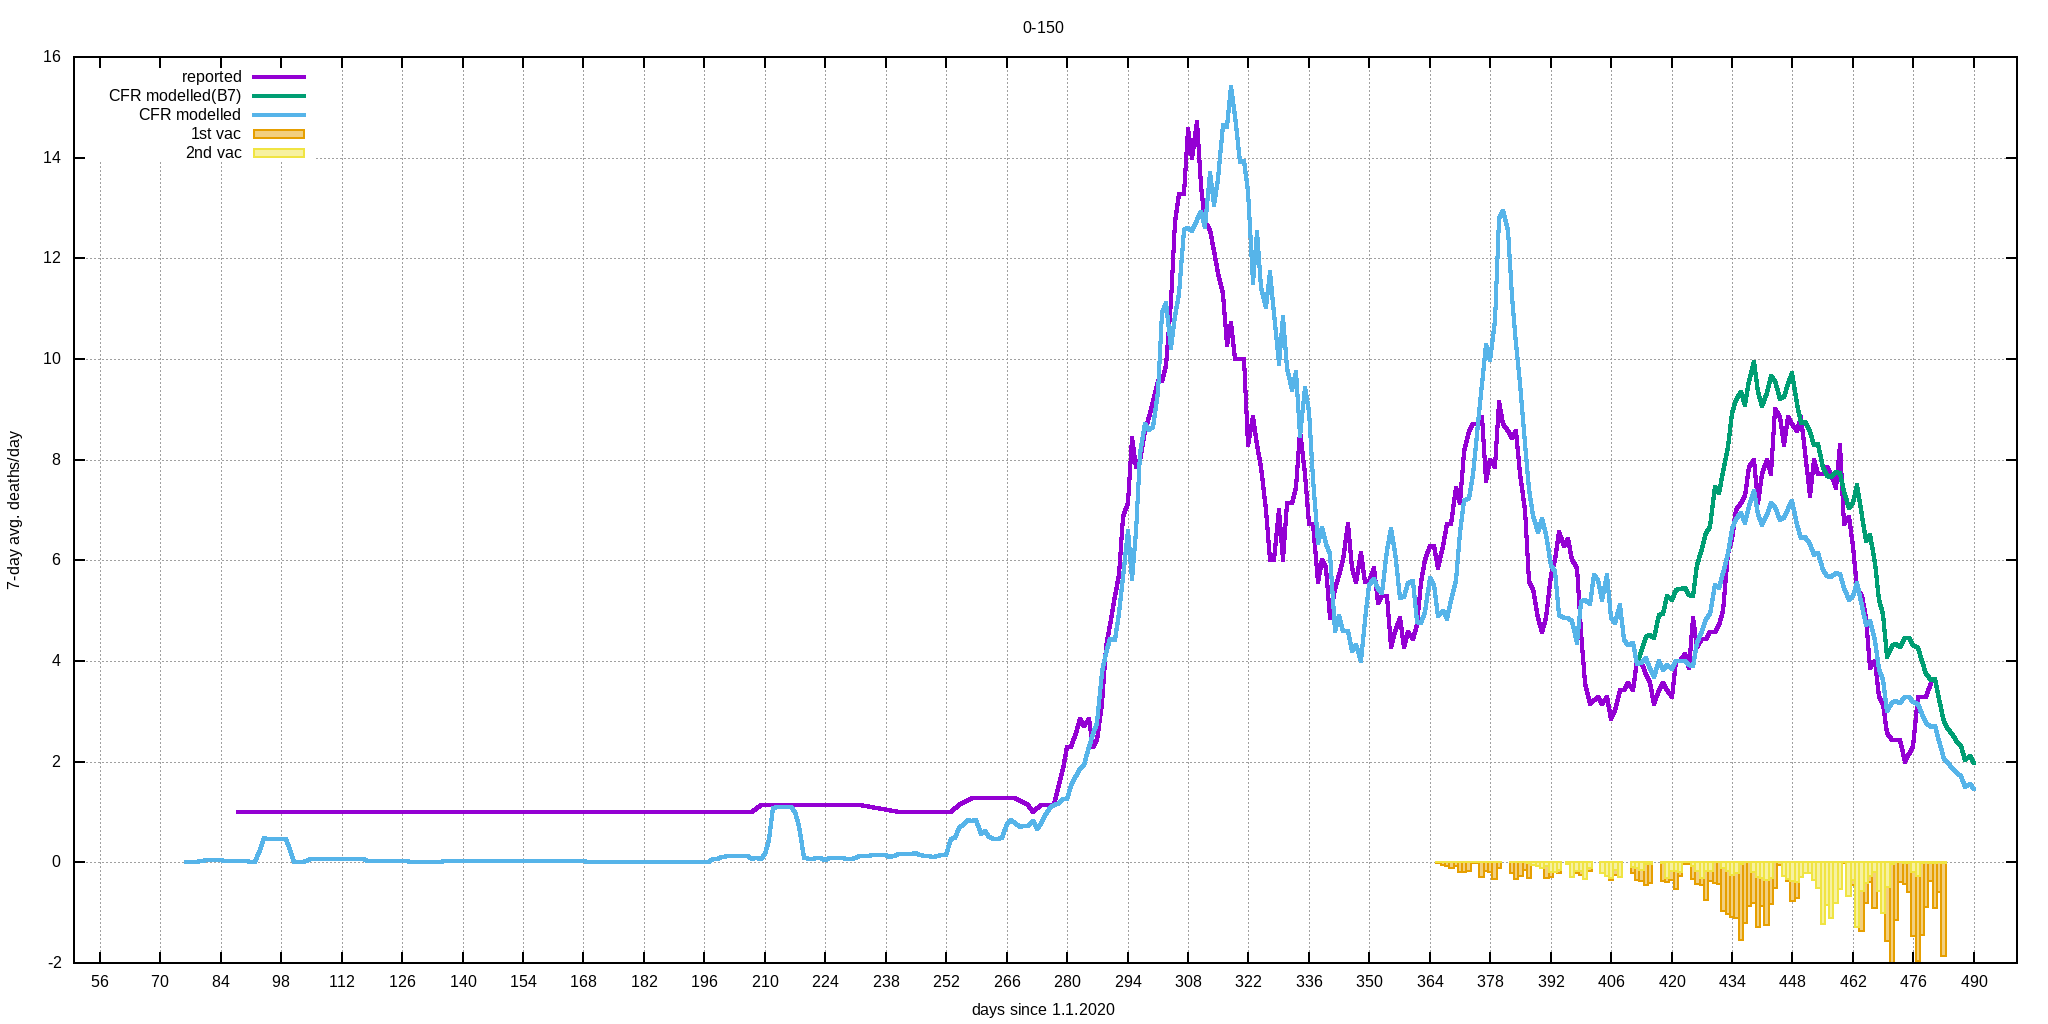 0-150
reported
CFR modelled(B7)
CFR modelled
1st vac
2nd vac
16
14
12
10
8
6
4
2
0
-2
7-day avg. deaths/day
56 70 84 98 112 126 140 154 168 182 196 210 224 238 252 266 280 294 308 322 336 350 364 378 392 406 420 434 448 462 476 490
days since 1.1.2020